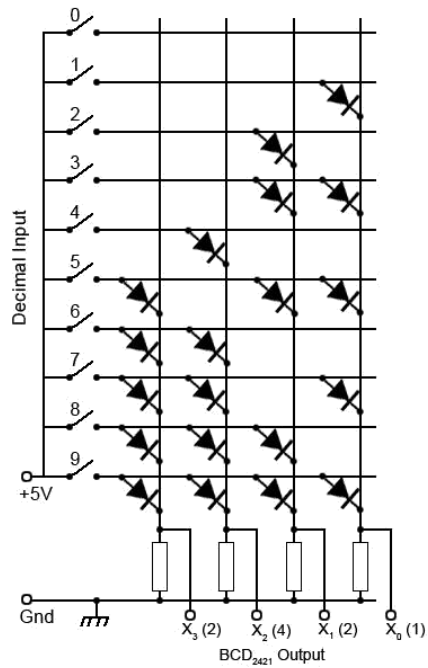 0
1
2
3
4
5
6
7
8
9
Decimal Input
+5V
Gnd
X₃ (2) X₂ (4) X₁ (2) X₀ (1)
BCD₂₄₂₁ Output